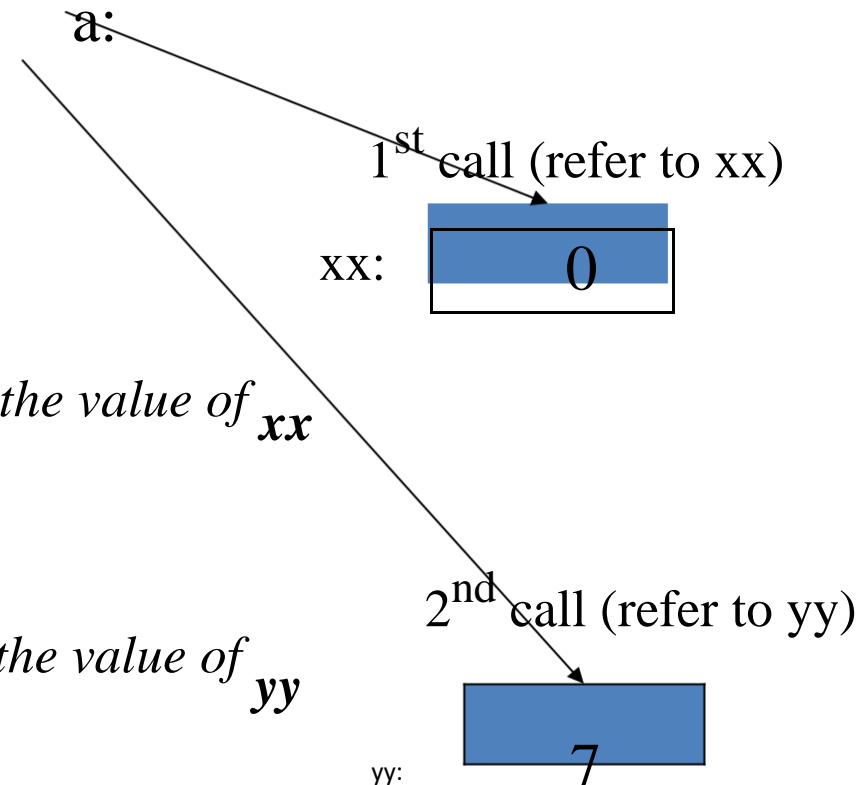 a:
1st call (refer to xx)
xx: 0
the value of xx
2nd call (refer to yy)
the value of yy
yy: 7